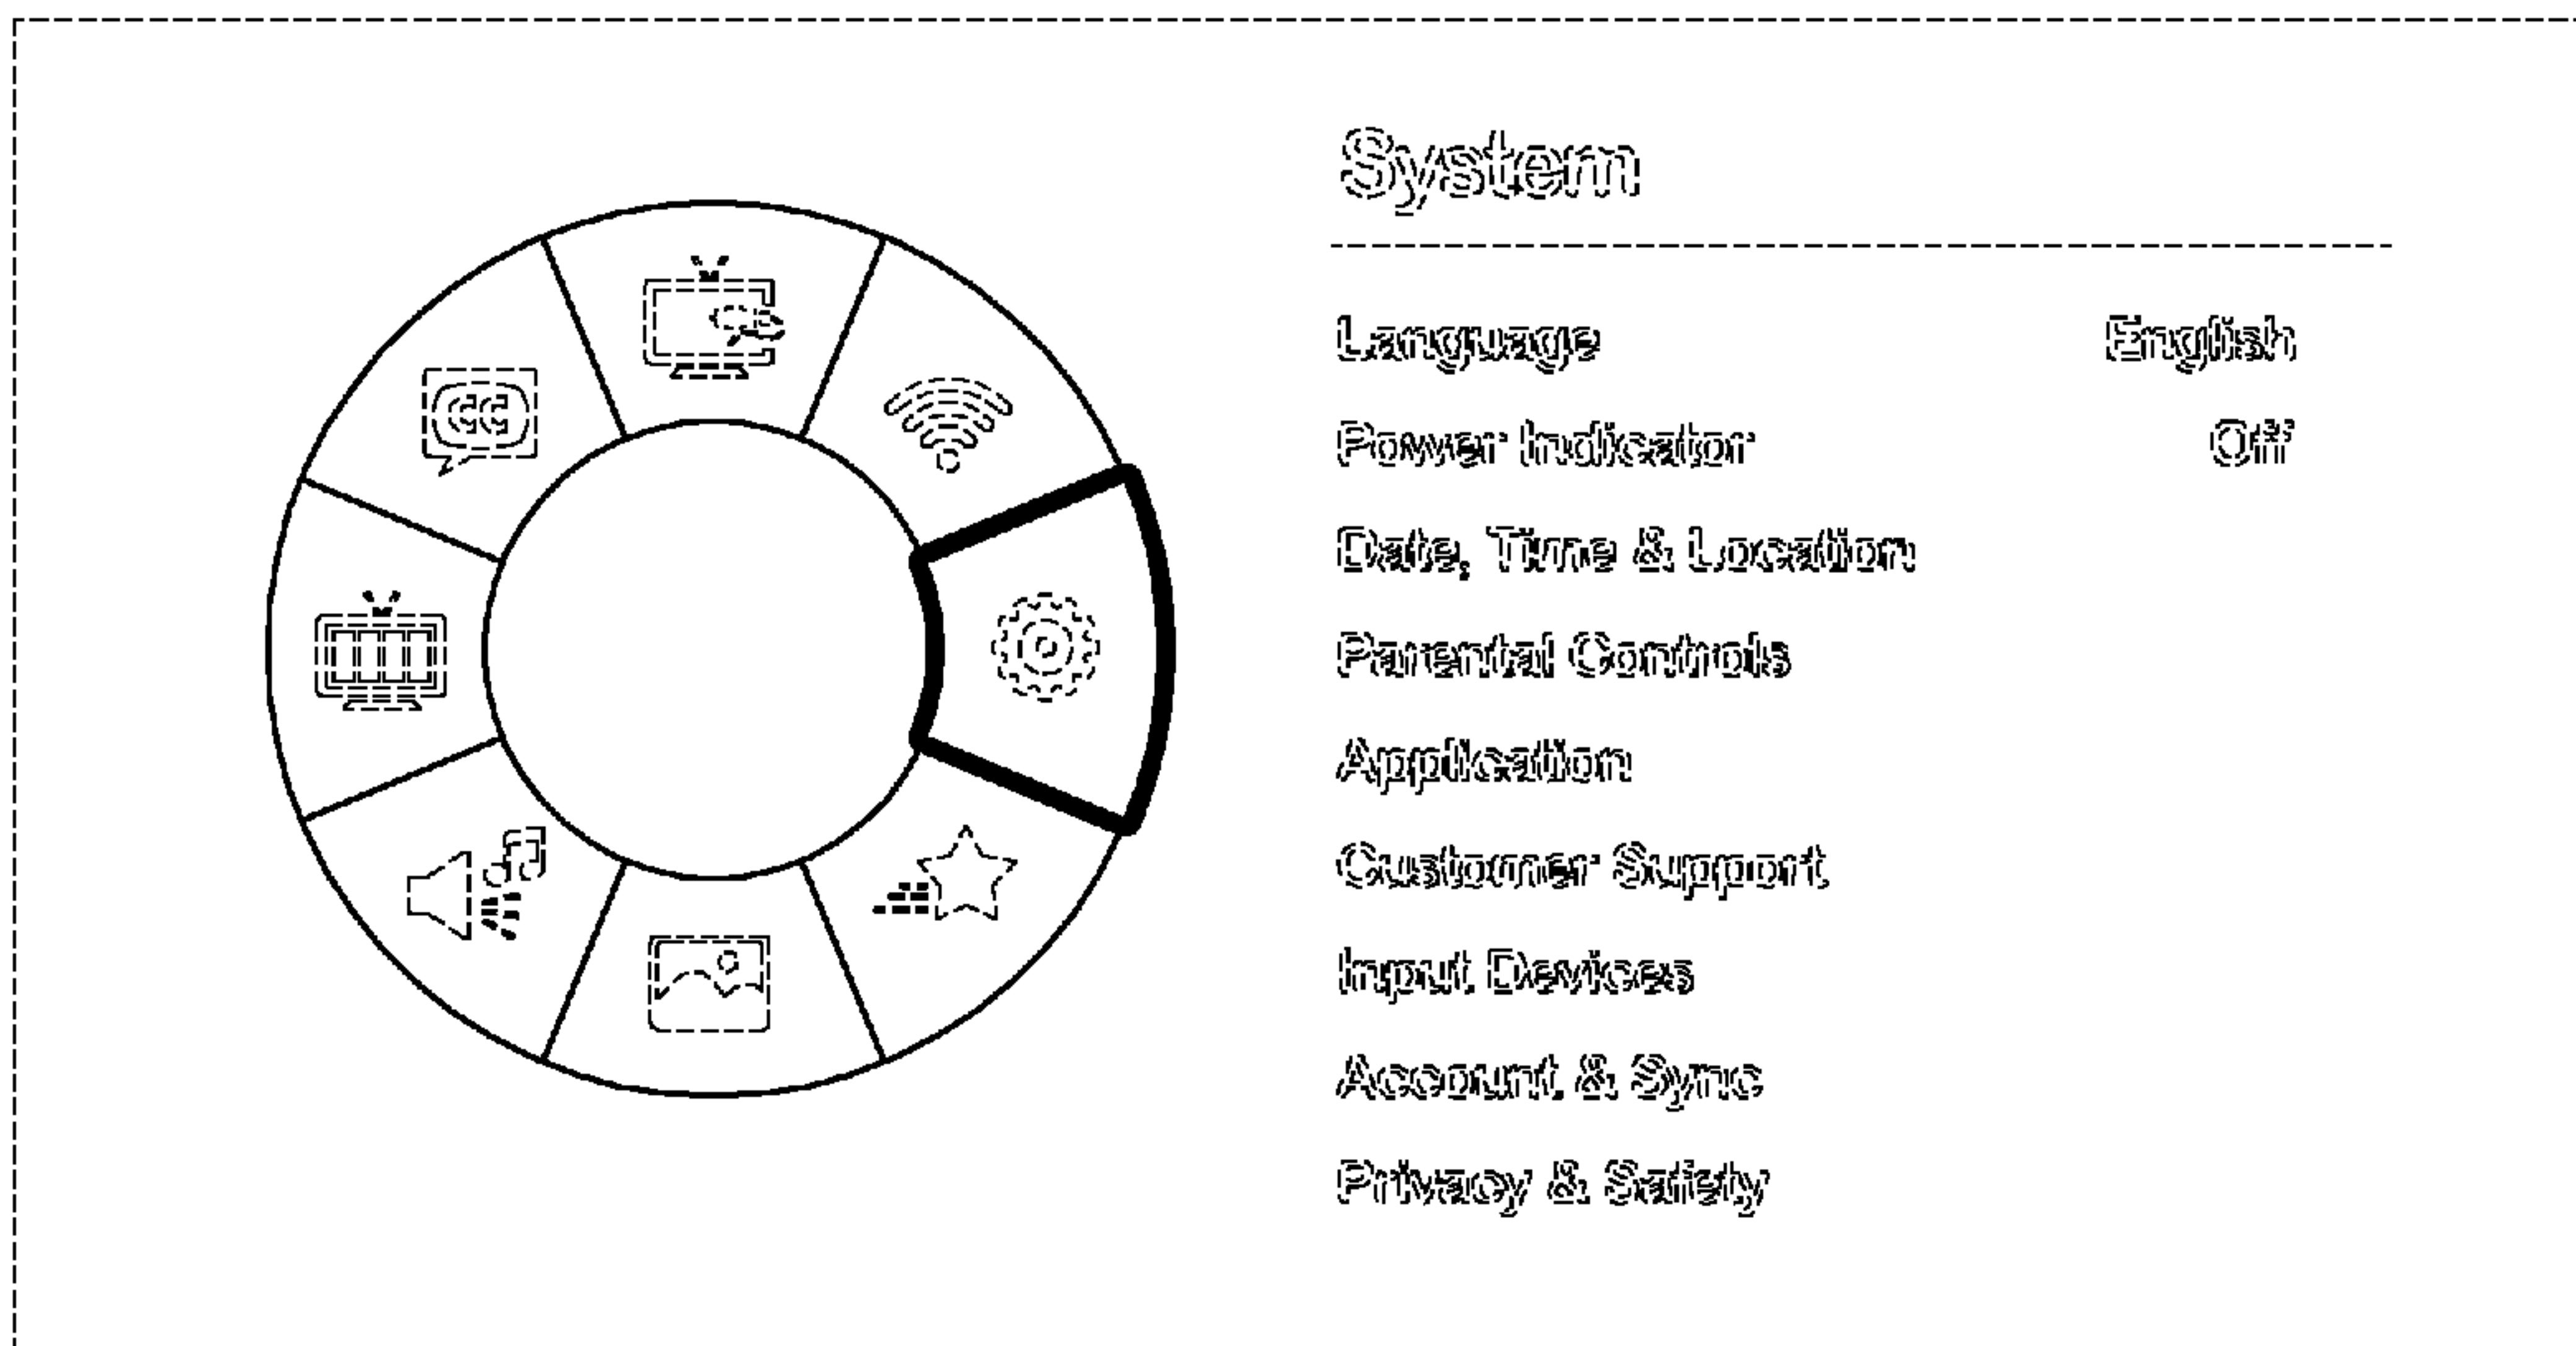 System
Language English
Power Indicator Off
CC
Date, Time & Location
Parental Controls
Application
Customer Support
Input Devices
Account & Sync
Privacy & Safety